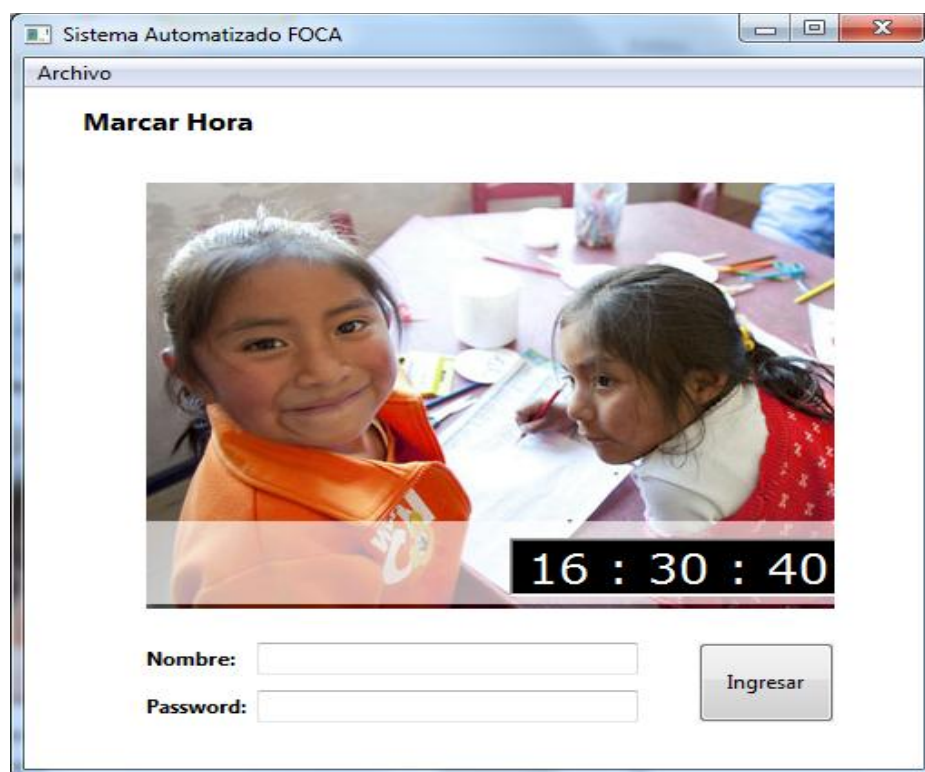 Sistema Automatizado FOCA
Archivo
Marcar Hora
16 : 30 : 40
Nombre:
Password:
Ingresar